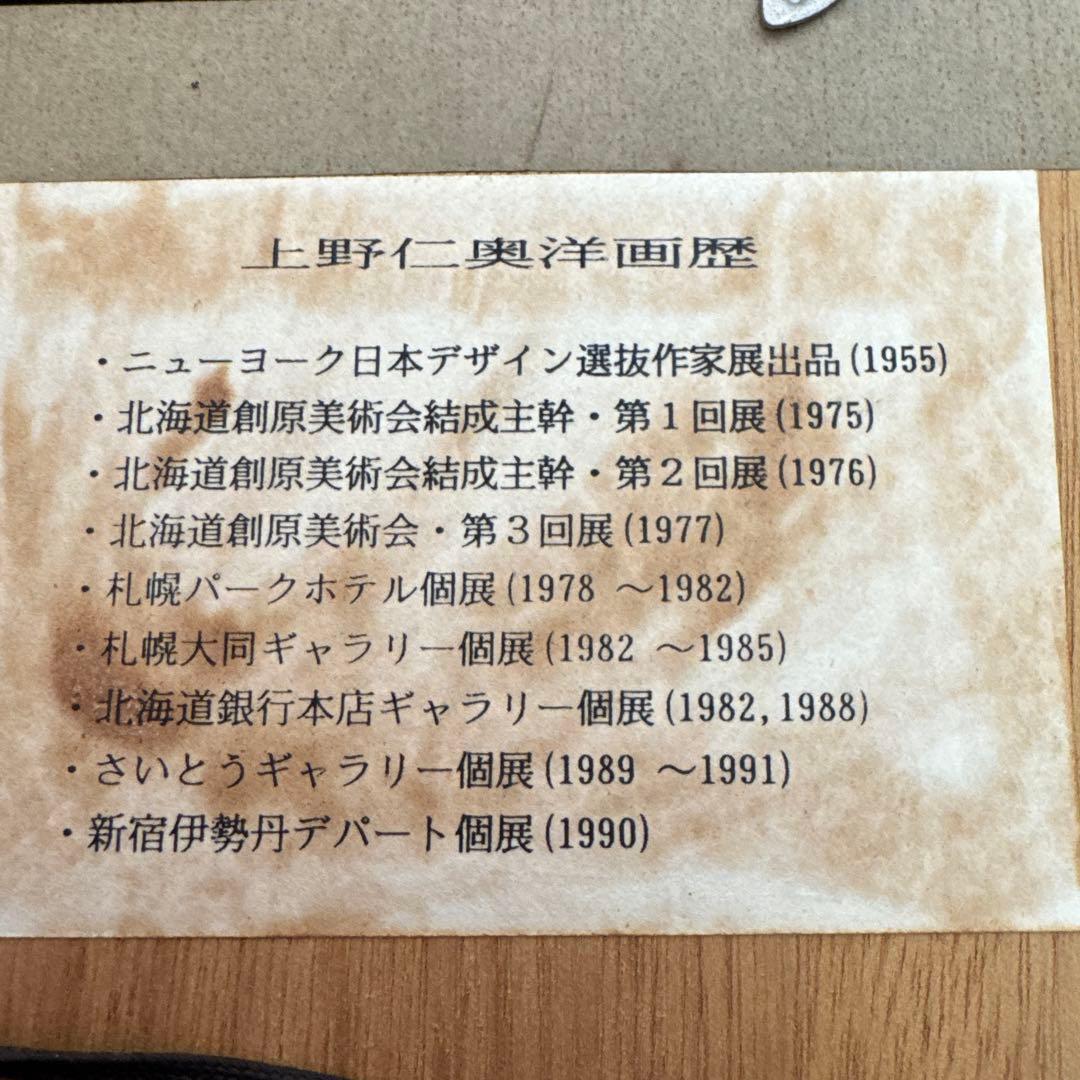 上野仁奥洋画歴
・ニューヨーク日本デザイン選抜作家展出品(1955)
・北海道創原美術会結成主幹・第1回展(1975)
・北海道創原美術会結成主幹・第2回展(1976)
・北海道創原美術会・第3回展(1977)
・札幌パークホテル個展(1978 ～1982)
・札幌大同ギャラリー個展(1982 ～1985)
・北海道銀行本店ギャラリー個展(1982,1988)
・さいとうギャラリー個展(1989 ～1991)
・新宿伊勢丹デパート個展(1990)